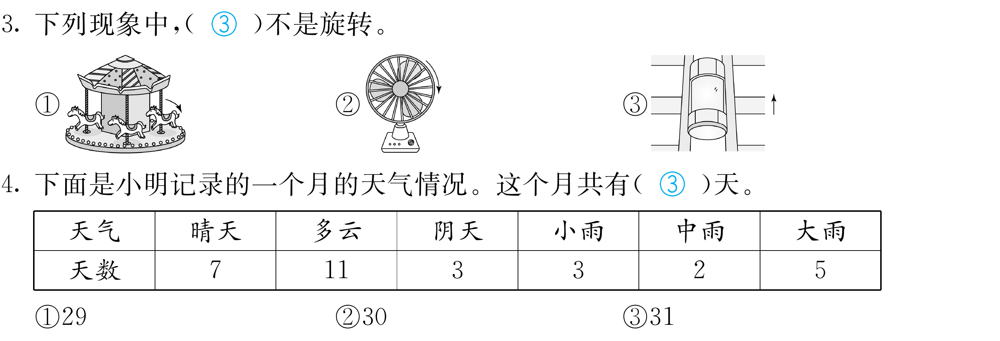 3. 下列现象中,( ③ )不是旋转。
① ② ③
4. 下面是小明记录的一个月的天气情况。这个月共有( ③ )天。
天气 晴天 多云 阴天 小雨 中雨 大雨
天数 7 11 3 3 2 5
①29 ②30 ③31